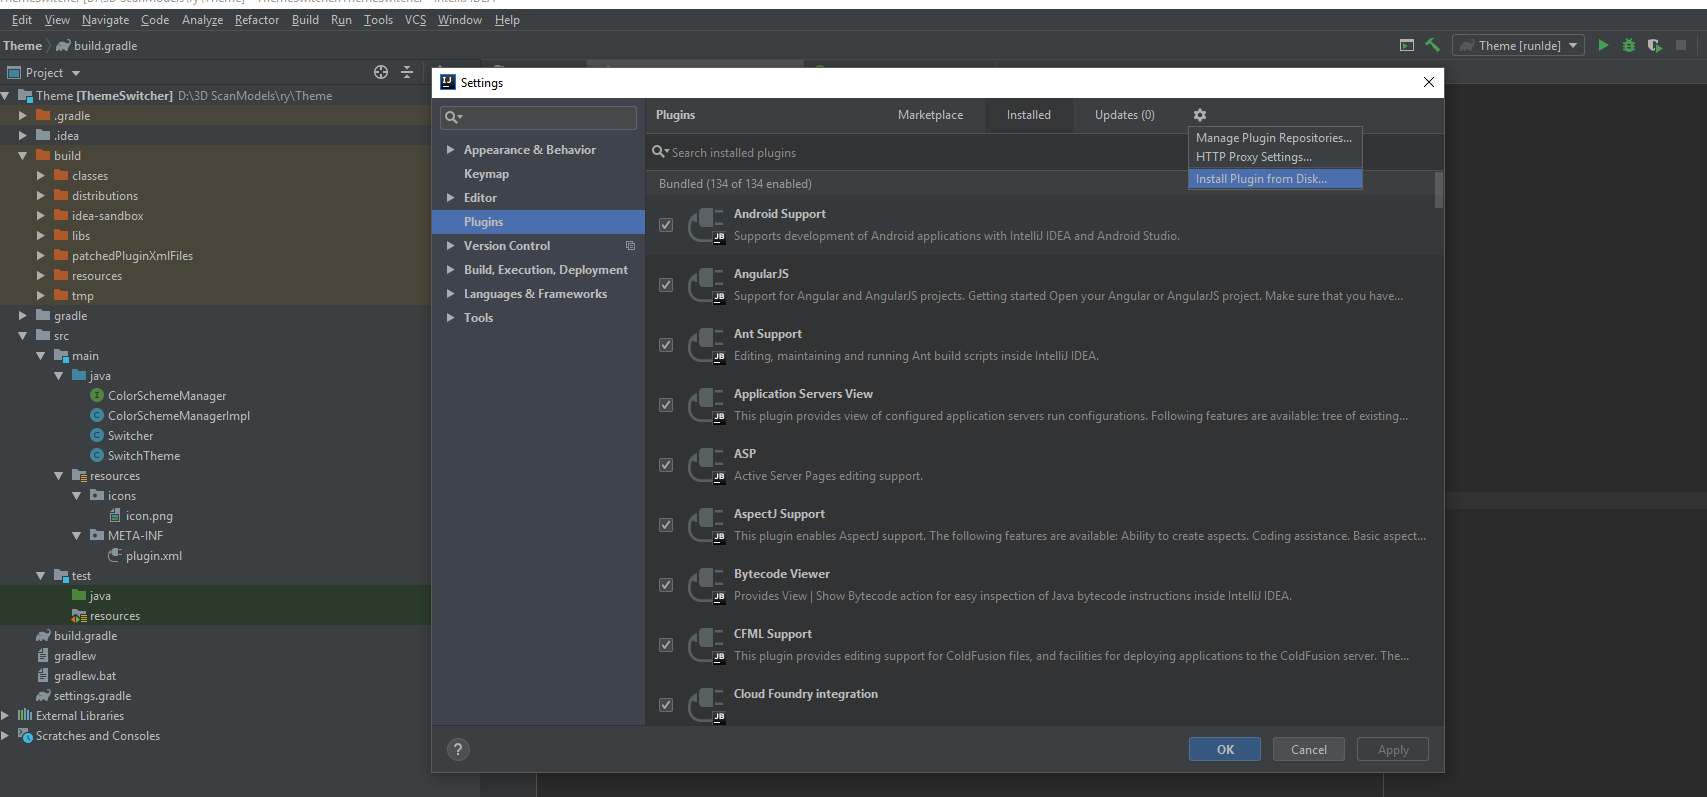 Edit View Navigate Code Analyze Refactor Build Run Tools VCS Window Help
Theme build.gradle
Theme [runIde]
Project
Theme [ThemeSwitcher] D:\3D ScanModels\ry\Theme
.gradle
.idea
build
classes
distributions
idea-sandbox
libs
patchedPluginXmlFiles
resources
tmp
gradle
src
main
java
ColorSchemeManager
ColorSchemeManagerImpl
Switcher
SwitchTheme
resources
icons
icon.png
META-INF
plugin.xml
test
java
resources
build.gradle
gradlew
gradlew.bat
settings.gradle
External Libraries
Scratches and Consoles
Settings
Appearance & Behavior
Keymap
Editor
Plugins
Version Control
Build, Execution, Deployment
Languages & Frameworks
Tools
Plugins Marketplace Installed Updates (0)
Manage Plugin Repositories...
HTTP Proxy Settings...
Install Plugin from Disk...
Search installed plugins
Bundled (134 of 134 enabled)
Android Support
Supports development of Android applications with IntelliJ IDEA and Android Studio.
AngularJS
Support for Angular and AngularJS projects. Getting started Open your Angular or AngularJS project. Make sure that you have...
Ant Support
Editing, maintaining and running Ant build scripts inside IntelliJ IDEA.
Application Servers View
This plugin provides view of configured application servers run configurations. Following features are available: tree of existing...
ASP
Active Server Pages editing support.
AspectJ Support
This plugin enables AspectJ support. The following features are available: Ability to create aspects. Coding assistance. Basic aspect...
Bytecode Viewer
Provides View | Show Bytecode action for easy inspection of Java bytecode instructions inside IntelliJ IDEA.
CFML Support
This plugin provides editing support for ColdFusion files, and facilities for deploying applications to the ColdFusion server. The...
Cloud Foundry integration
? OK Cancel Apply